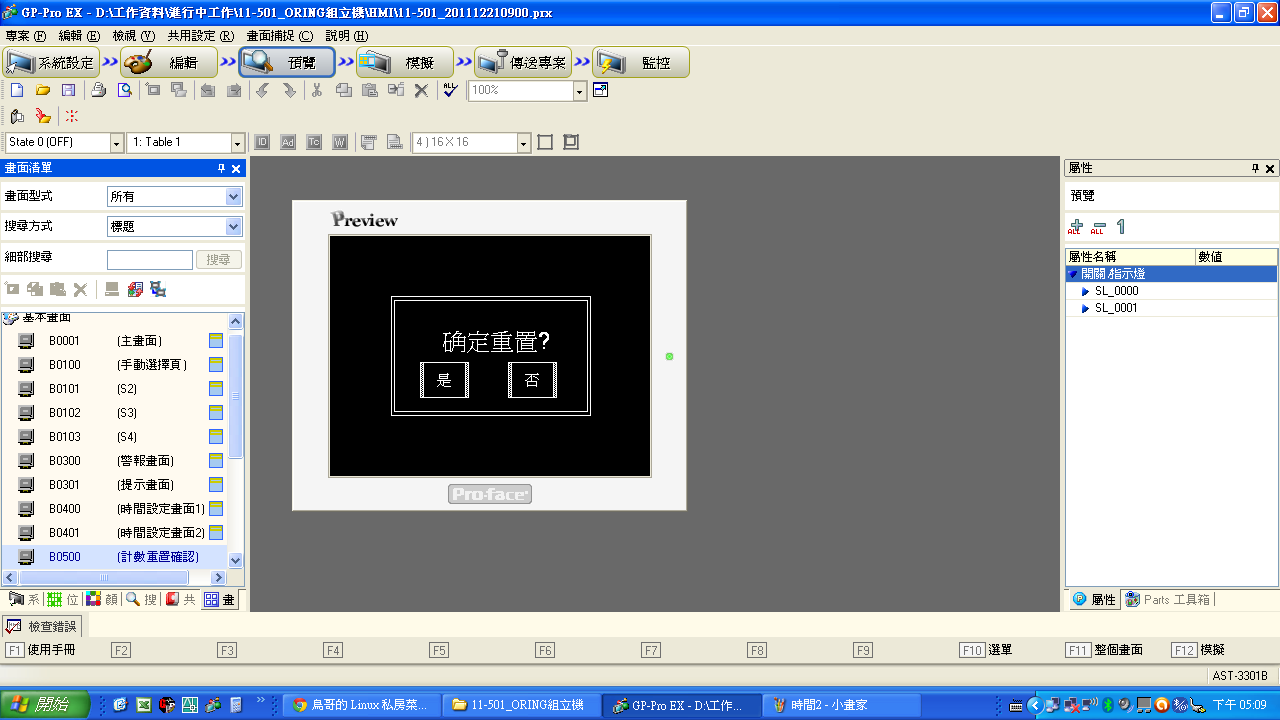 GP-Pro EX - D:\工作資料\進行中工作\11-501_ORING組立機\HMI\11-501_201112210900.prx
專案 (F) 編輯 (E) 檢視 (Y) 共用設定 (R) 畫面捕捉 (C) 說明 (H)
系統設定 編輯 預覽 模擬 傳送專案 監控
ALL 100%
State 0 (OFF) 1: Table 1 ID Ad Tc W 4 ) 16 X 16
畫面清單
畫面型式 所有
搜尋方式 標題
細部搜尋 搜尋
基本畫面
B0001 (主畫面)
B0100 (手動選擇頁)
B0101 (S2)
B0102 (S3)
B0103 (S4)
B0300 (警報畫面)
B0301 (提示畫面)
B0400 (時間設定畫面1)
B0401 (時間設定畫面2)
B0500 (計數重置確認)
系 位 顏 搜 共 畫
Preview
确定重置?
是 否
Pro-face
屬性
預覽
ALL ALL 1
屬性名稱 數值
開關/指示燈
SL_0000
SL_0001
屬性 Parts 工具箱
檢查錯誤
F1 使用手冊 F2 F3 F4 F5 F6 F7 F8 F9 F10 選單 F11 整個畫面 F12 模擬
AST-3301B
開始 鳥哥的 Linux 私房菜... 11-501_ORING組立機 GP-Pro EX - D:\工作... 時間2 - 小畫家 下午 05:09